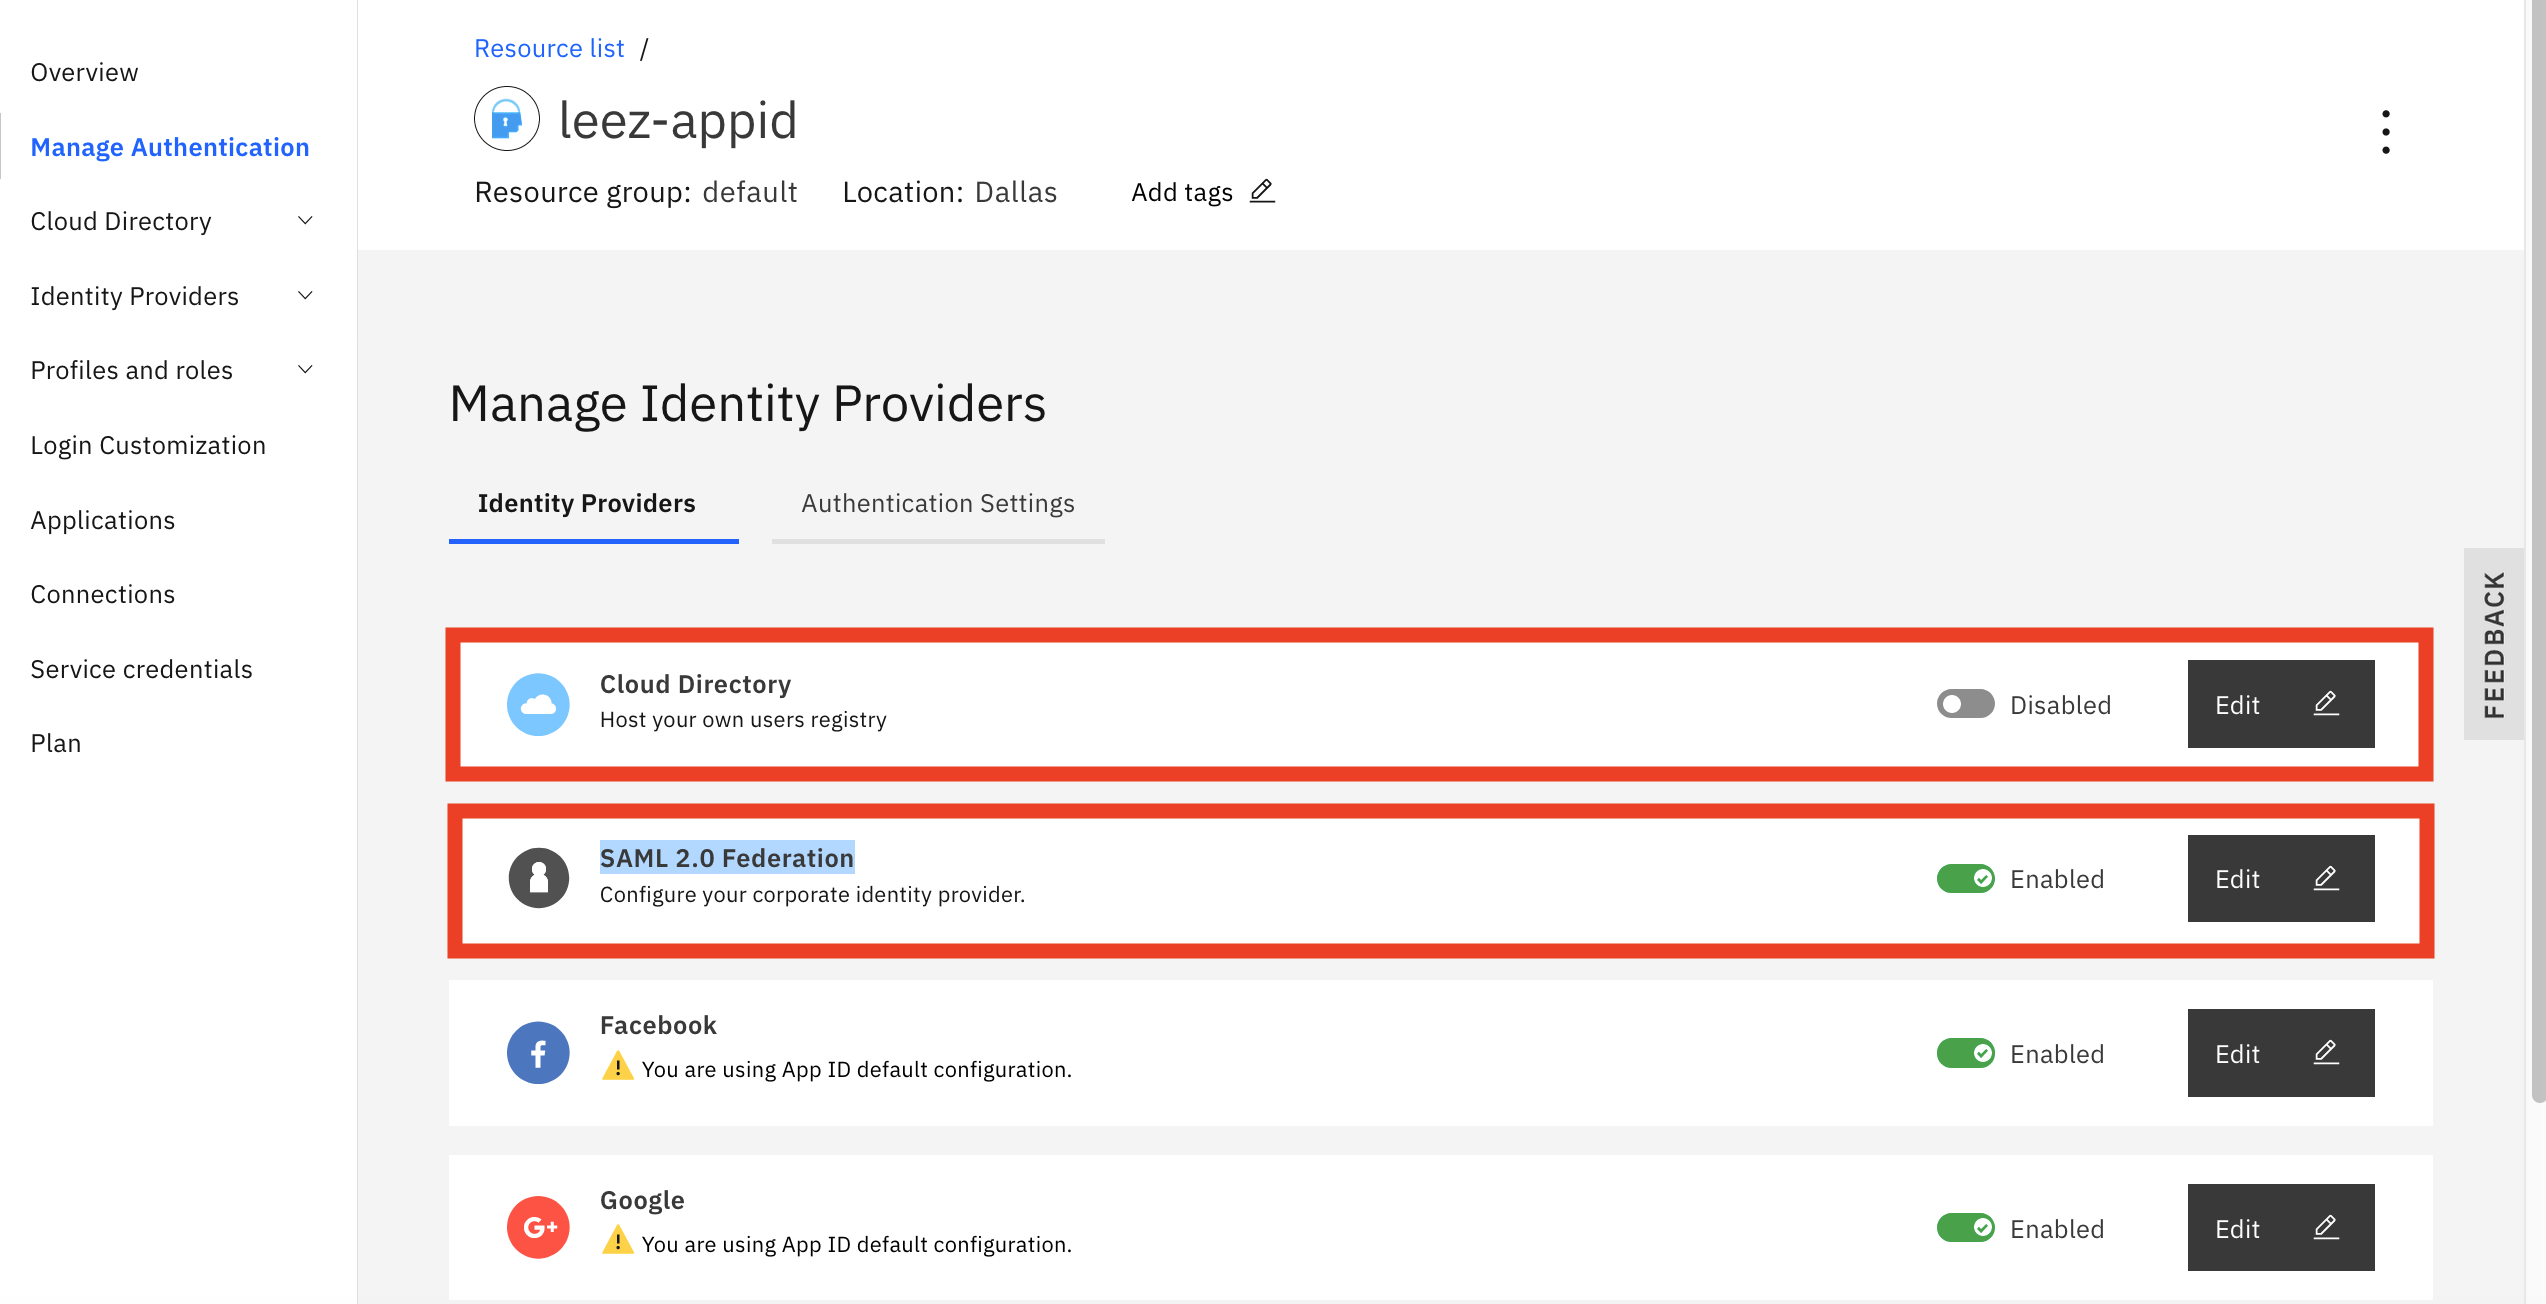 Overview
Manage Authentication
Cloud Directory
Identity Providers
Profiles and roles
Login Customization
Applications
Connections
Service credentials
Plan
Resource list /
leez-appid
Resource group: default Location: Dallas Add tags
Manage Identity Providers
Identity Providers Authentication Settings
Cloud Directory
Host your own users registry
Disabled Edit
SAML 2.0 Federation
Configure your corporate identity provider.
Enabled Edit
Facebook
You are using App ID default configuration.
Enabled Edit
Google
G+
You are using App ID default configuration.
Enabled Edit
FEEDBACK